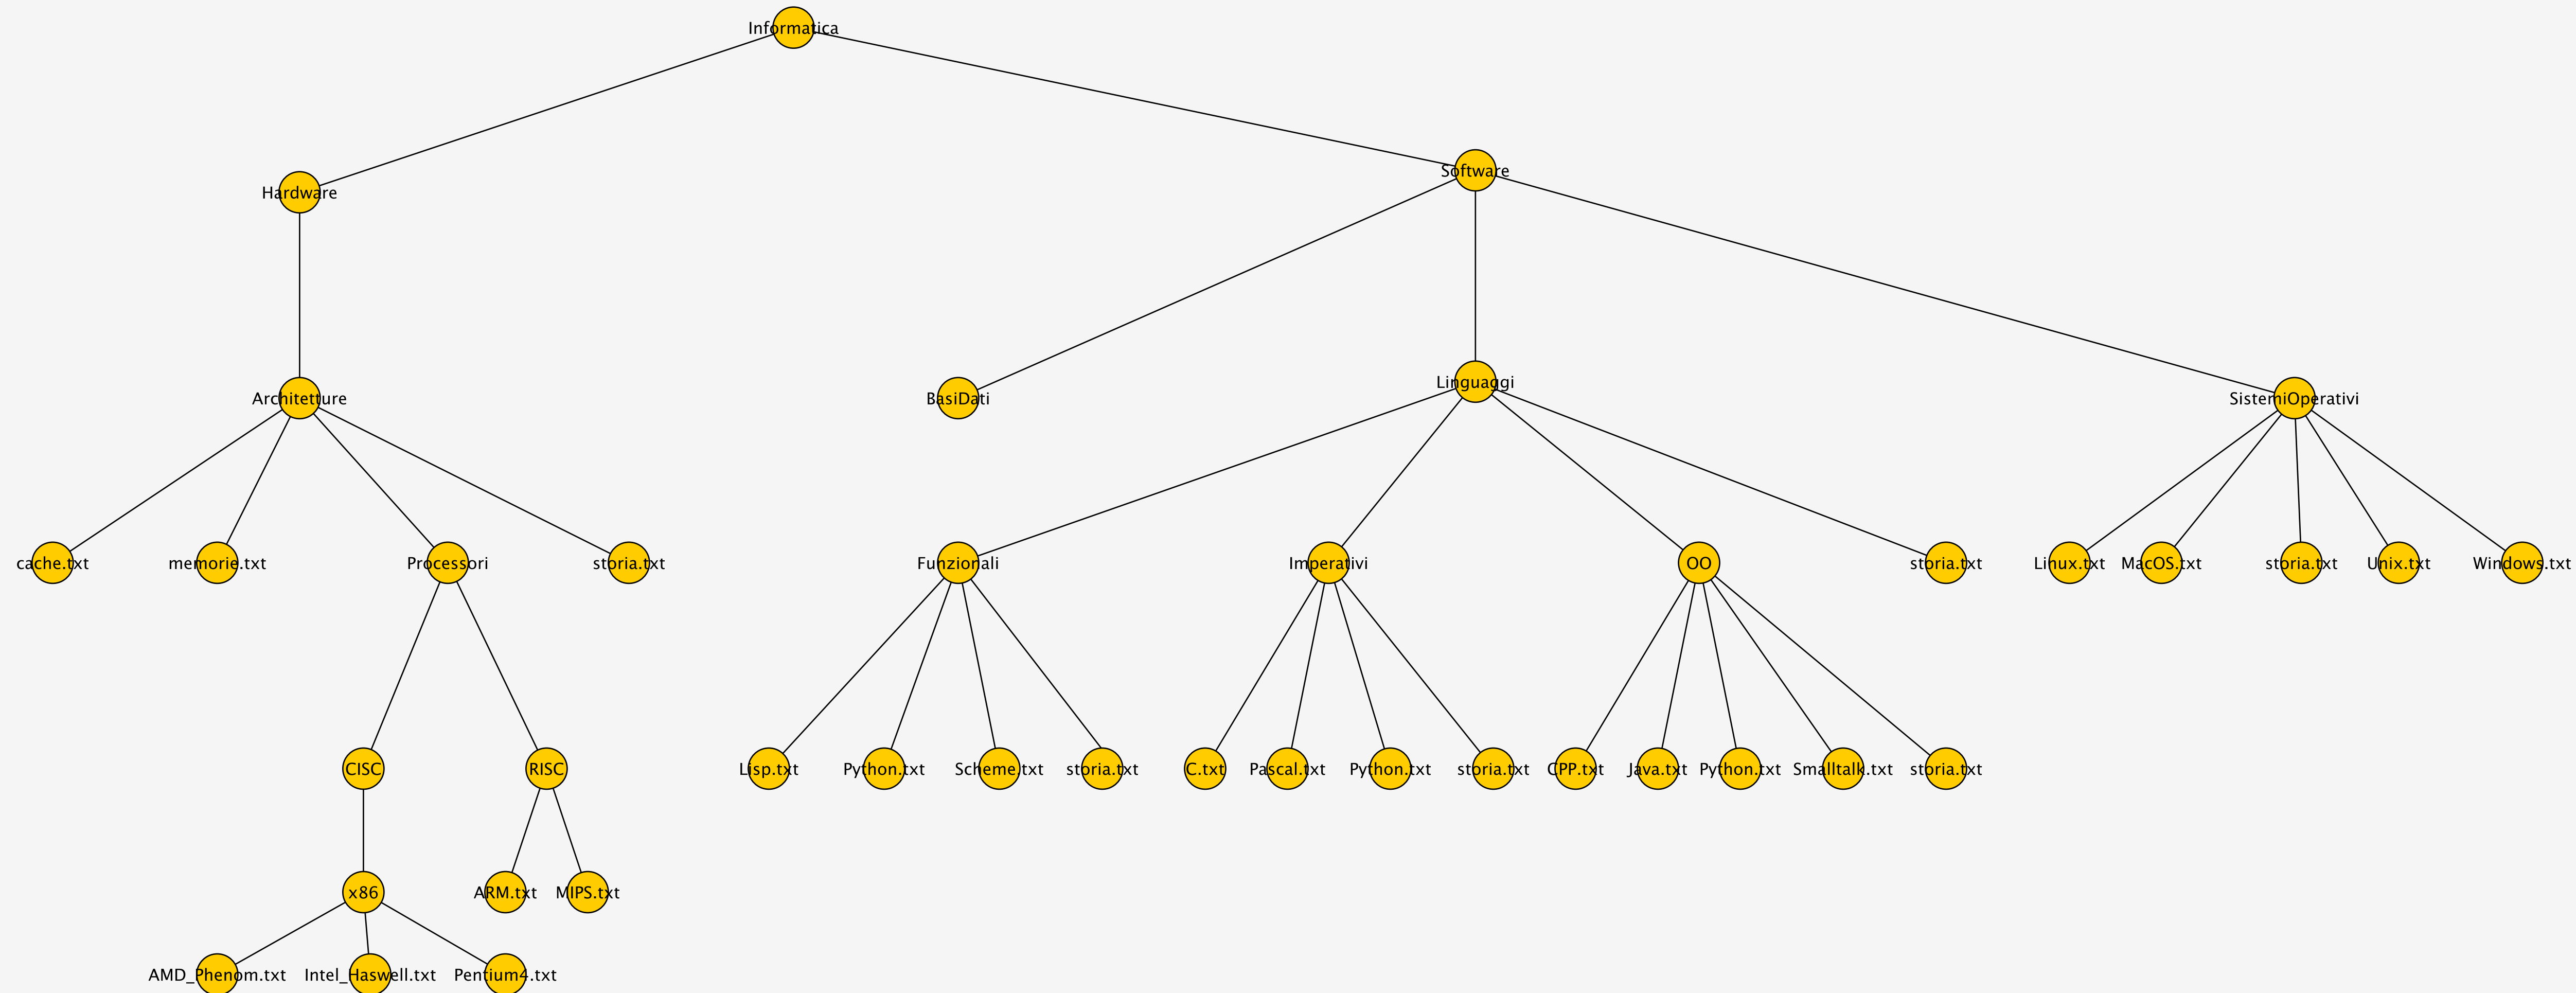 Informatica
Software
Hardware
Linguaggi
Architetture
BasiDati
SistemiOperativi
cache.txt
memorie.txt
Processori
storia.txt
Funzionali
Imperativi
OO
storia.txt
Linux.txt
MacOS.txt
storia.txt
Unix.txt
Windows.txt
CISC
RISC
Lisp.txt
Python.txt
Scheme.txt
storia.txt
C.txt
Pascal.txt
Python.txt
storia.txt
CPP.txt
Java.txt
Python.txt
Smalltalk.txt
storia.txt
x86
ARM.txt
MIPS.txt
AMD_Phenom.txt
Intel_Haswell.txt
Pentium4.txt